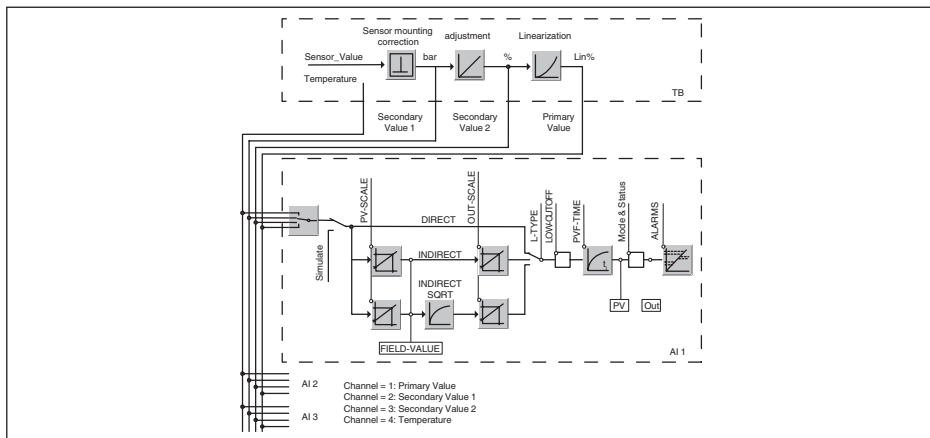 Sensor mounting
correction
adjustment
Linearization
Sensor_Value
bar
%
Lin%
Temperature
TB
Secondary
Value 1
Secondary
Value 2
Primary
Value
PV-SCALE
OUT-SCALE
L-TYPE
LOW-CUTOFF
PVF-TIME
Mode & Status
ALARMS
DIRECT
Simulate
INDIRECT
INDIRECT
SQRT
t
PV
Out
FIELD-VALUE
AI 1
AI 2
Channel = 1: Primary Value
Channel = 2: Secondary Value 1
AI 3
Channel = 3: Secondary Value 2
Channel = 4: Temperature